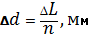 Δd = ΔL/n, мм